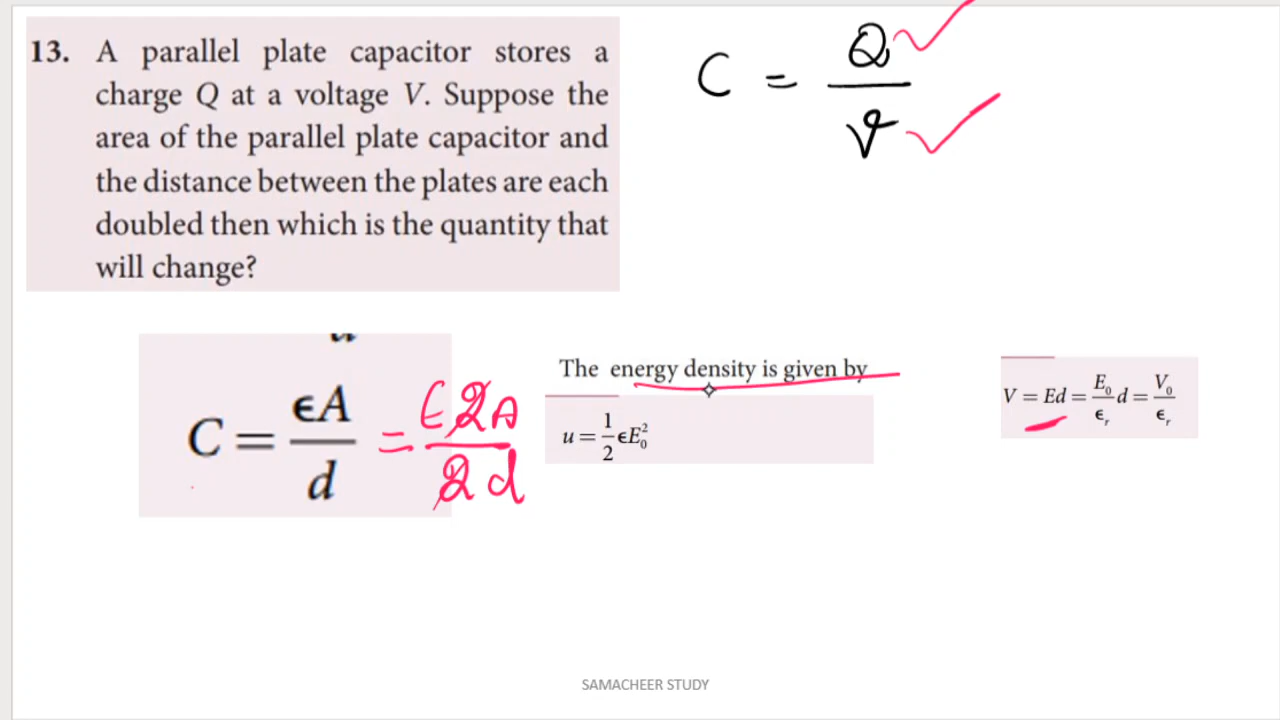 13. A parallel plate capacitor stores a
charge Q at a voltage V. Suppose the
area of the parallel plate capacitor and
the distance between the plates are each
doubled then which is the quantity that
will change?
C = Q / V
C = ϵA / d = ϵ2A / 2d
The energy density is given by
u = 1/2 ϵE₀²
V = Ed = E₀/ϵᵣ d = V₀/ϵᵣ
SAMACHEER STUDY